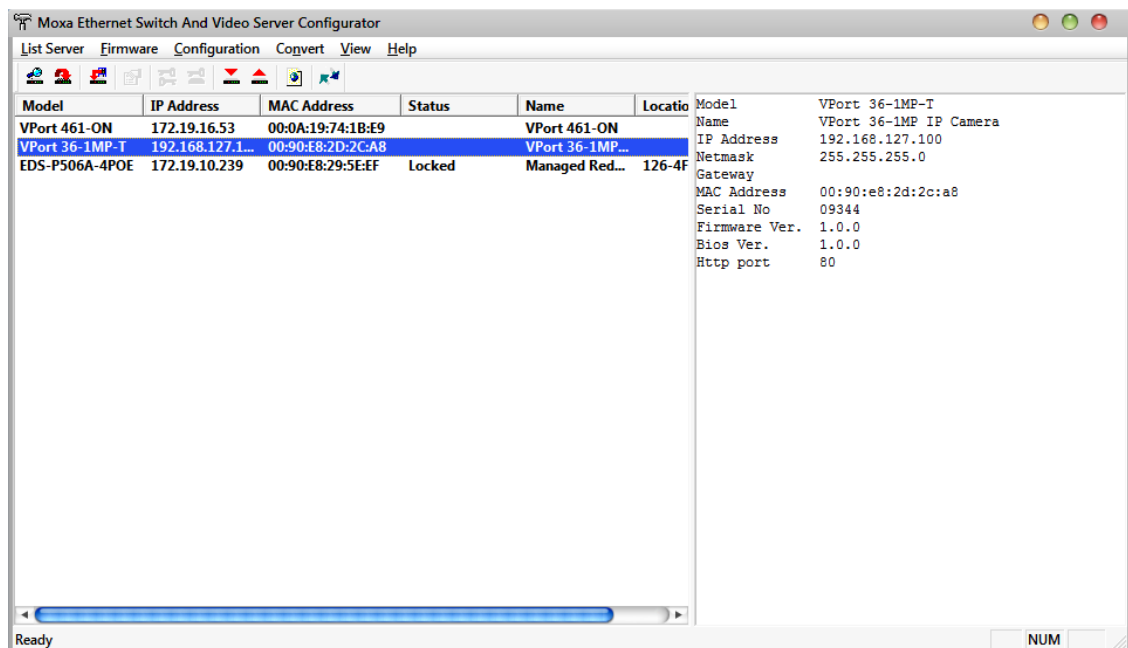 Moxa Ethernet Switch And Video Server Configurator
List Server Firmware Configuration Convert View Help
Model IP Address MAC Address Status Name Locatio
VPort 461-ON 172.19.16.53 00:0A:19:74:1B:E9 VPort 461-ON
VPort 36-1MP-T 192.168.127.1... 00:90:E8:2D:2C:A8 VPort 36-1MP...
EDS-P506A-4POE 172.19.10.239 00:90:E8:29:5E:EF Locked Managed Red... 126-4F
Model VPort 36-1MP-T
Name VPort 36-1MP IP Camera
IP Address 192.168.127.100
Netmask 255.255.255.0
Gateway
MAC Address 00:90:e8:2d:2c:a8
Serial No 09344
Firmware Ver. 1.0.0
Bios Ver. 1.0.0
Http port 80
Ready NUM